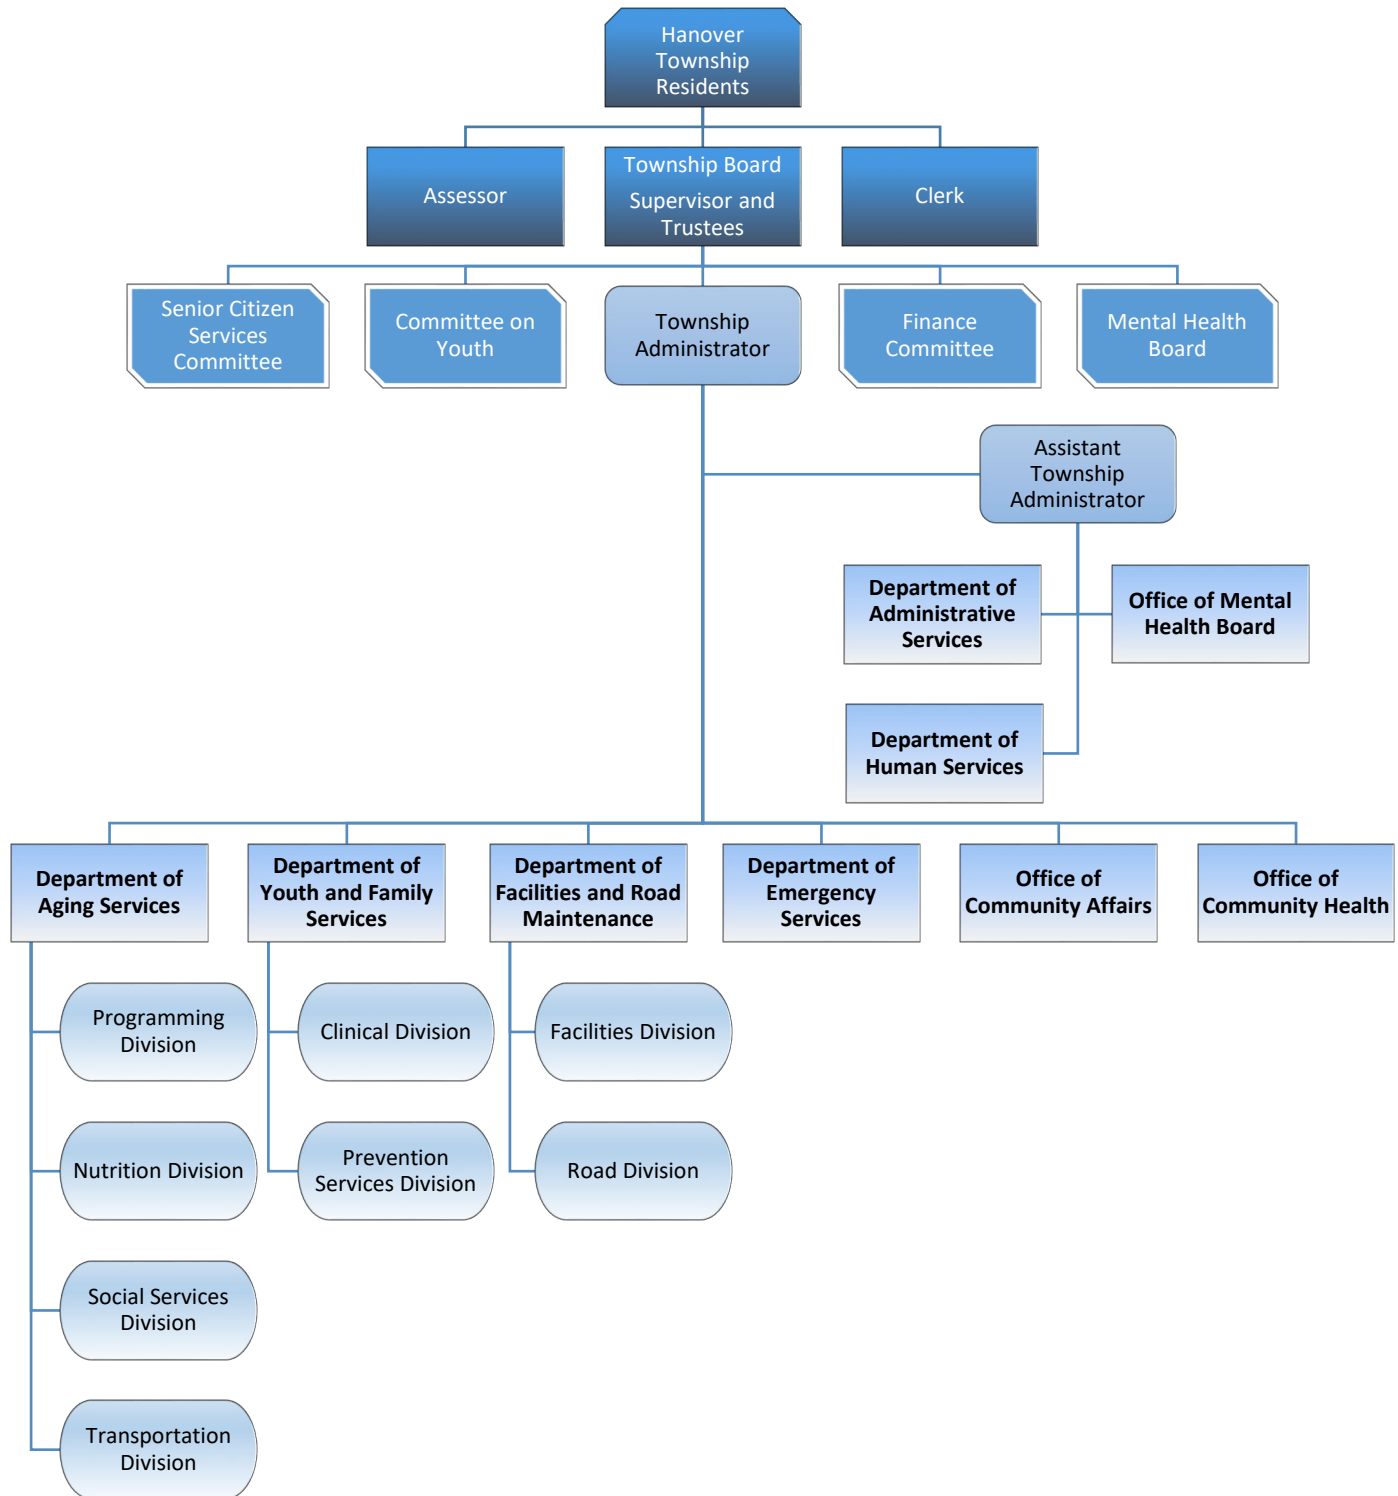 Hanover
Township
Residents
Assessor
Township Board
Supervisor and
Trustees
Clerk
Senior Citizen
Services
Committee
Committee on
Youth
Township
Administrator
Finance
Committee
Mental Health
Board
Assistant
Township
Administrator
Department of
Administrative
Services
Office of Mental
Health Board
Department of
Human Services
Department of
Aging Services
Department of
Youth and Family
Services
Department of
Facilities and Road
Maintenance
Department of
Emergency
Services
Office of
Community Affairs
Office of
Community Health
Programming
Division
Clinical Division
Facilities Division
Nutrition Division
Prevention
Services Division
Road Division
Social Services
Division
Transportation
Division